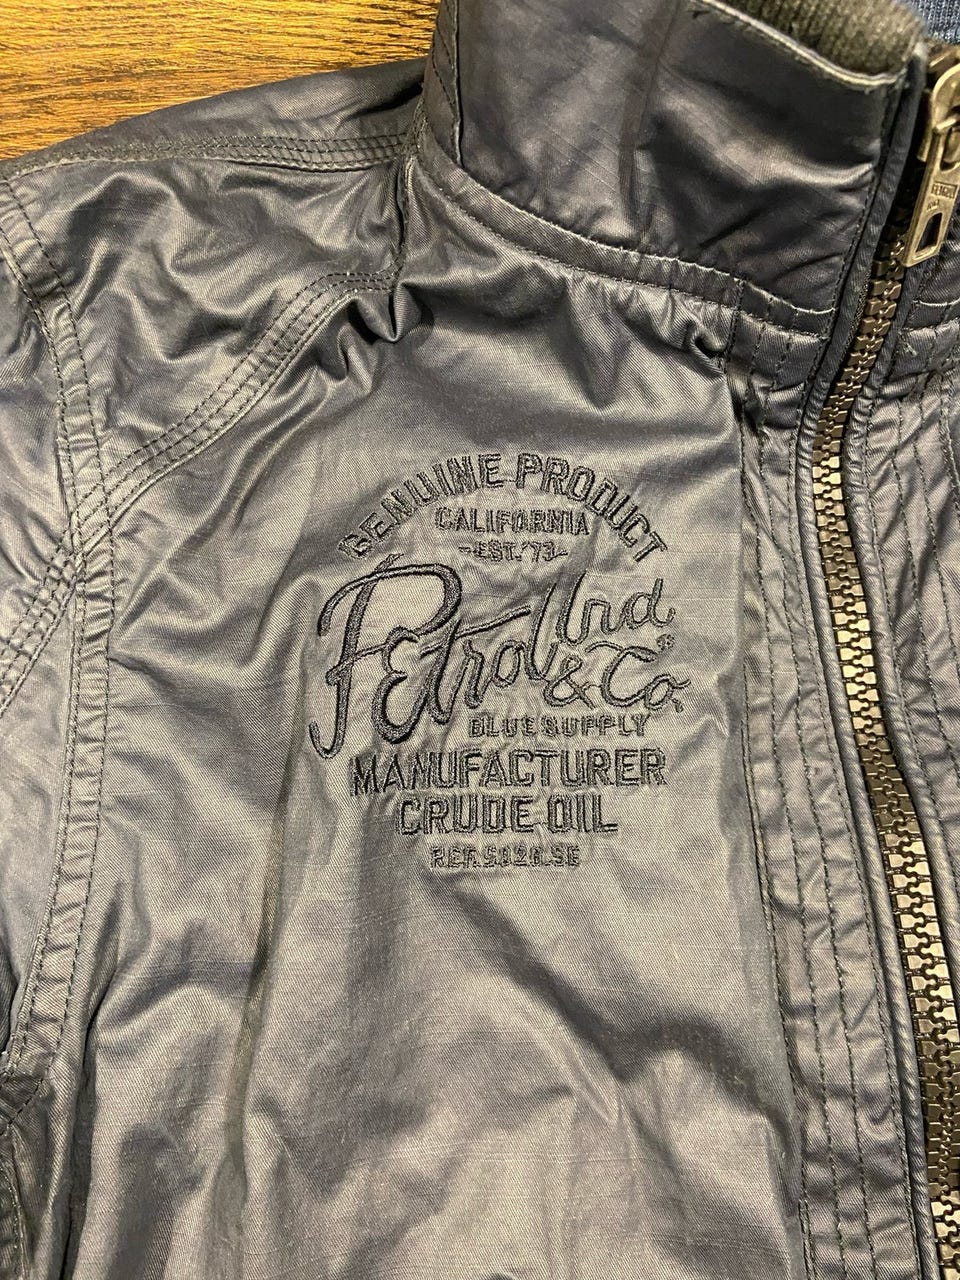 GENUINE PRODUCT
CALIFORNIA
-EST.'73-
Petrol Ind
& Co.®
BLUE SUPPLY
MANUFACTURER
CRUDE OIL